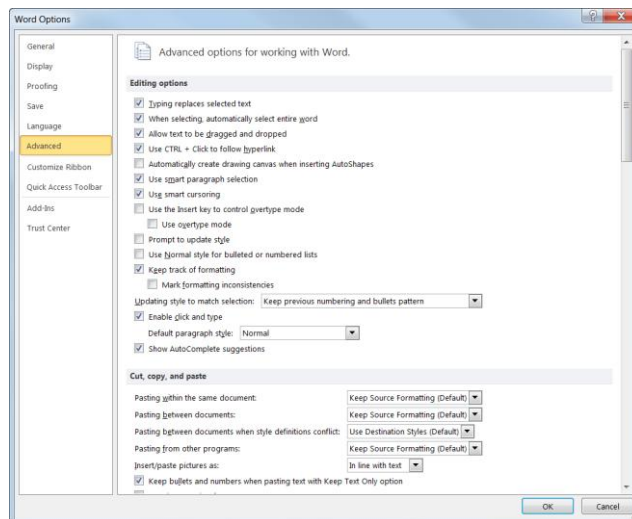 Word Options
General
Display
Proofing
Save
Language
Advanced
Customize Ribbon
Quick Access Toolbar
Add-Ins
Trust Center
Advanced options for working with Word.
Editing options
Typing replaces selected text
When selecting, automatically select entire word
Allow text to be dragged and dropped
Use CTRL + Click to follow hyperlink
Automatically create drawing canvas when inserting AutoShapes
Use smart paragraph selection
Use smart cursoring
Use the Insert key to control overtype mode
Use overtype mode
Prompt to update style
Use Normal style for bulleted or numbered lists
Keep track of formatting
Mark formatting inconsistencies
Updating style to match selection: Keep previous numbering and bullets pattern
Enable click and type
Default paragraph style: Normal
Show AutoComplete suggestions
Cut, copy, and paste
Pasting within the same document: Keep Source Formatting (Default)
Pasting between documents: Keep Source Formatting (Default)
Pasting between documents when style definitions conflict: Use Destination Styles (Default)
Pasting from other programs: Keep Source Formatting (Default)
Insert/paste pictures as: In line with text
Keep bullets and numbers when pasting text with Keep Text Only option
OK Cancel